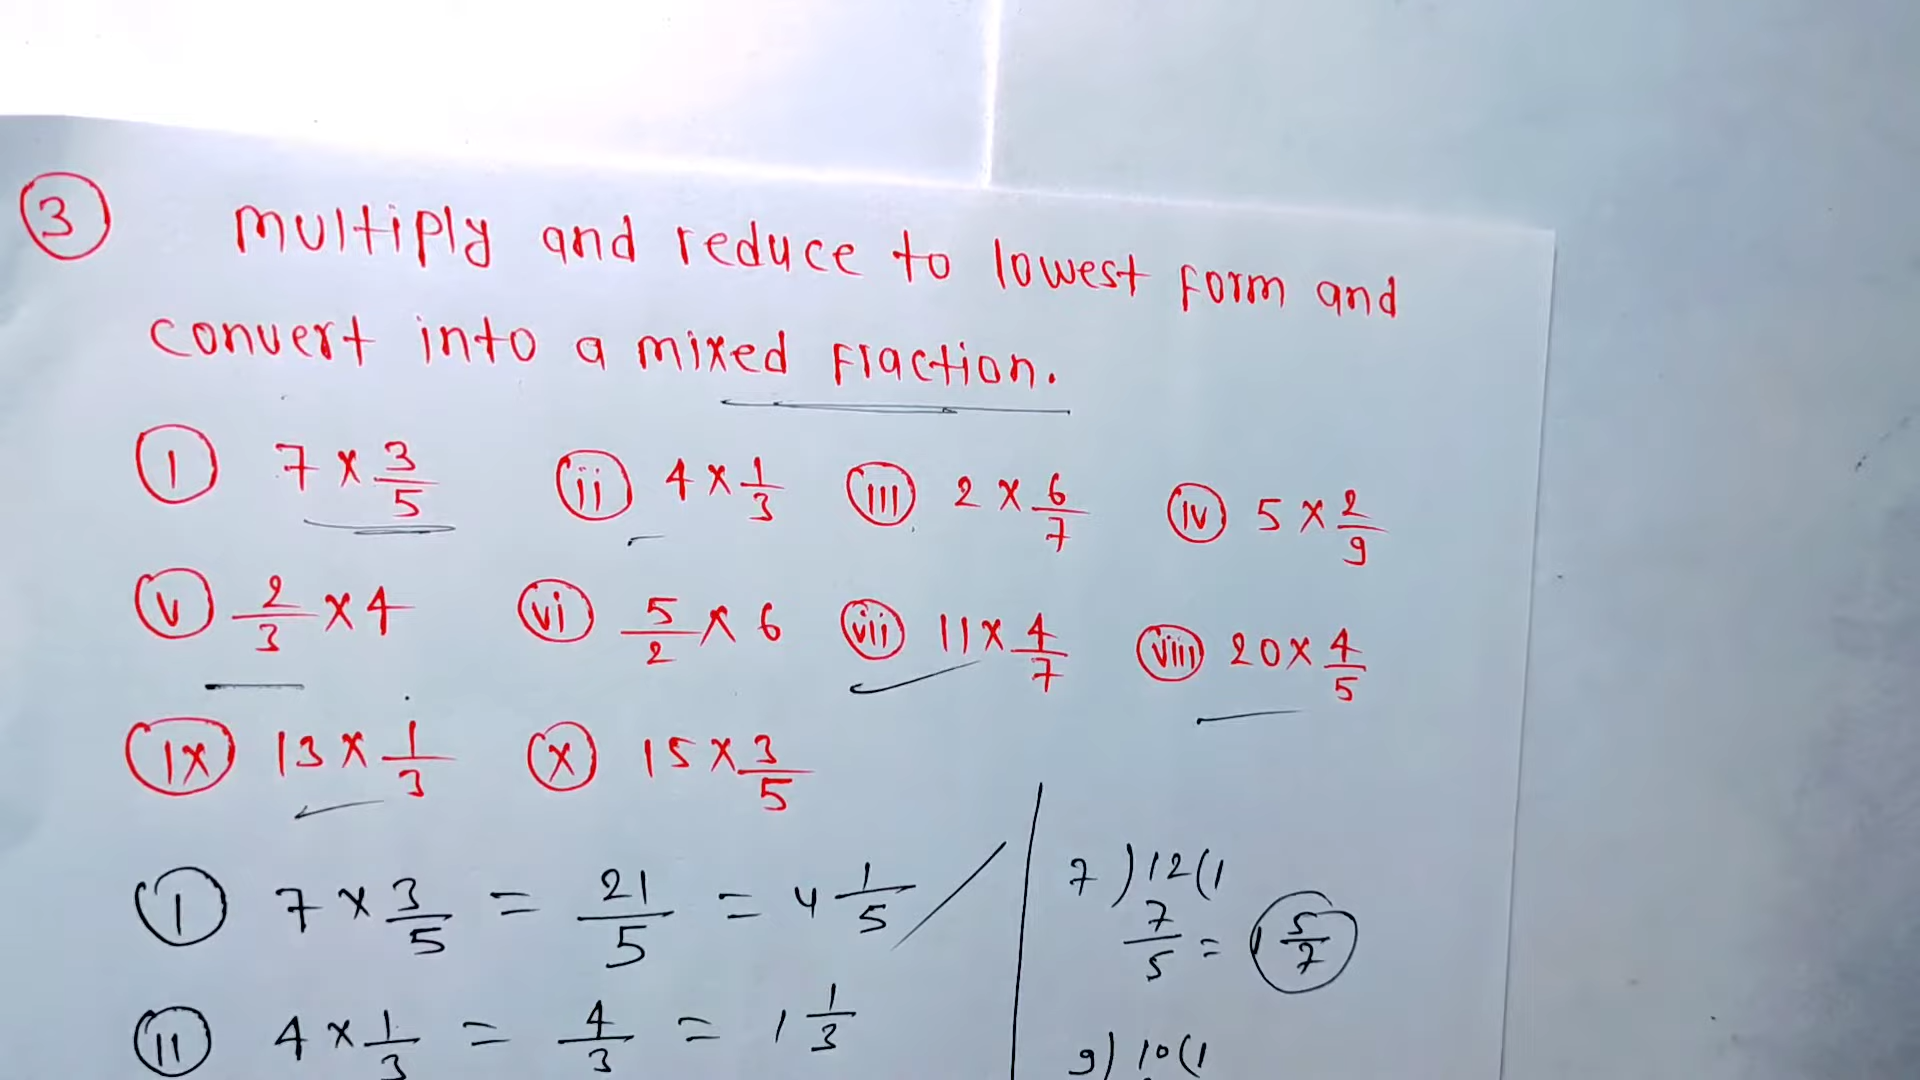 3 Multiply and reduce to lowest form and
convert into a mixed fraction.
i 7 × 3/5 ii 4 × 1/3 iii 2 × 6/7 iv 5 × 2/9
v 2/3 × 4 vi 5/2 × 6 vii 11 × 4/7 viii 20 × 4/5
ix 13 × 1/3 x 15 × 3/5
i 7 × 3/5 = 21/5 = 4 1/5
ii 4 × 1/3 = 4/3 = 1 1/3
7 ) 12 ( 1
7
5 = 1 5/7
9 ) 10 ( 1